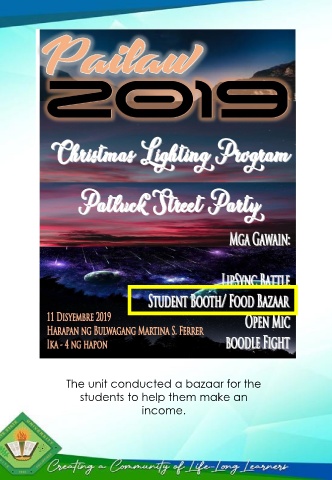 Pailaw
2019
Christmas Lighting Program
Patluck Street Party
MGA GAWAIN:
LIPSYNC BATTLE
STUDENT BOOTH/ FOOD BAZAAR
OPEN MIC
BOODLE FIGHT
11 DISYEMBRE 2019
HARAPAN NG BULWAGANG MARTINA S. FERRER
IKA - 4 NG HAPON
The unit conducted a bazaar for the
students to help them make an
income.
Creating a Community of Life-Long Learners